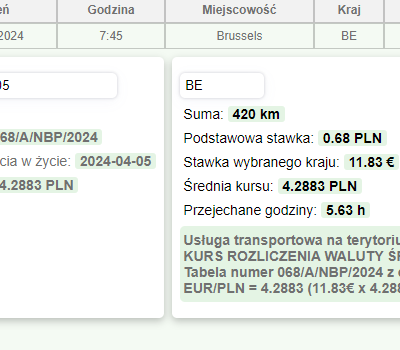 eń Godzina Miejscowość Kraj
2024 7:45 Brussels BE
05
68/A/NBP/2024
cia w życie: 2024-04-05
4.2883 PLN
BE
Suma: 420 km
Podstawowa stawka: 0.68 PLN
Stawka wybranego kraju: 11.83 €
Średnia kursu: 4.2883 PLN
Przejechane godziny: 5.63 h
Usługa transportowa na terytoriu
KURS ROZLICZENIA WALUTY ŚR
Tabela numer 068/A/NBP/2024 z
EUR/PLN = 4.2883 (11.83€ x 4.288